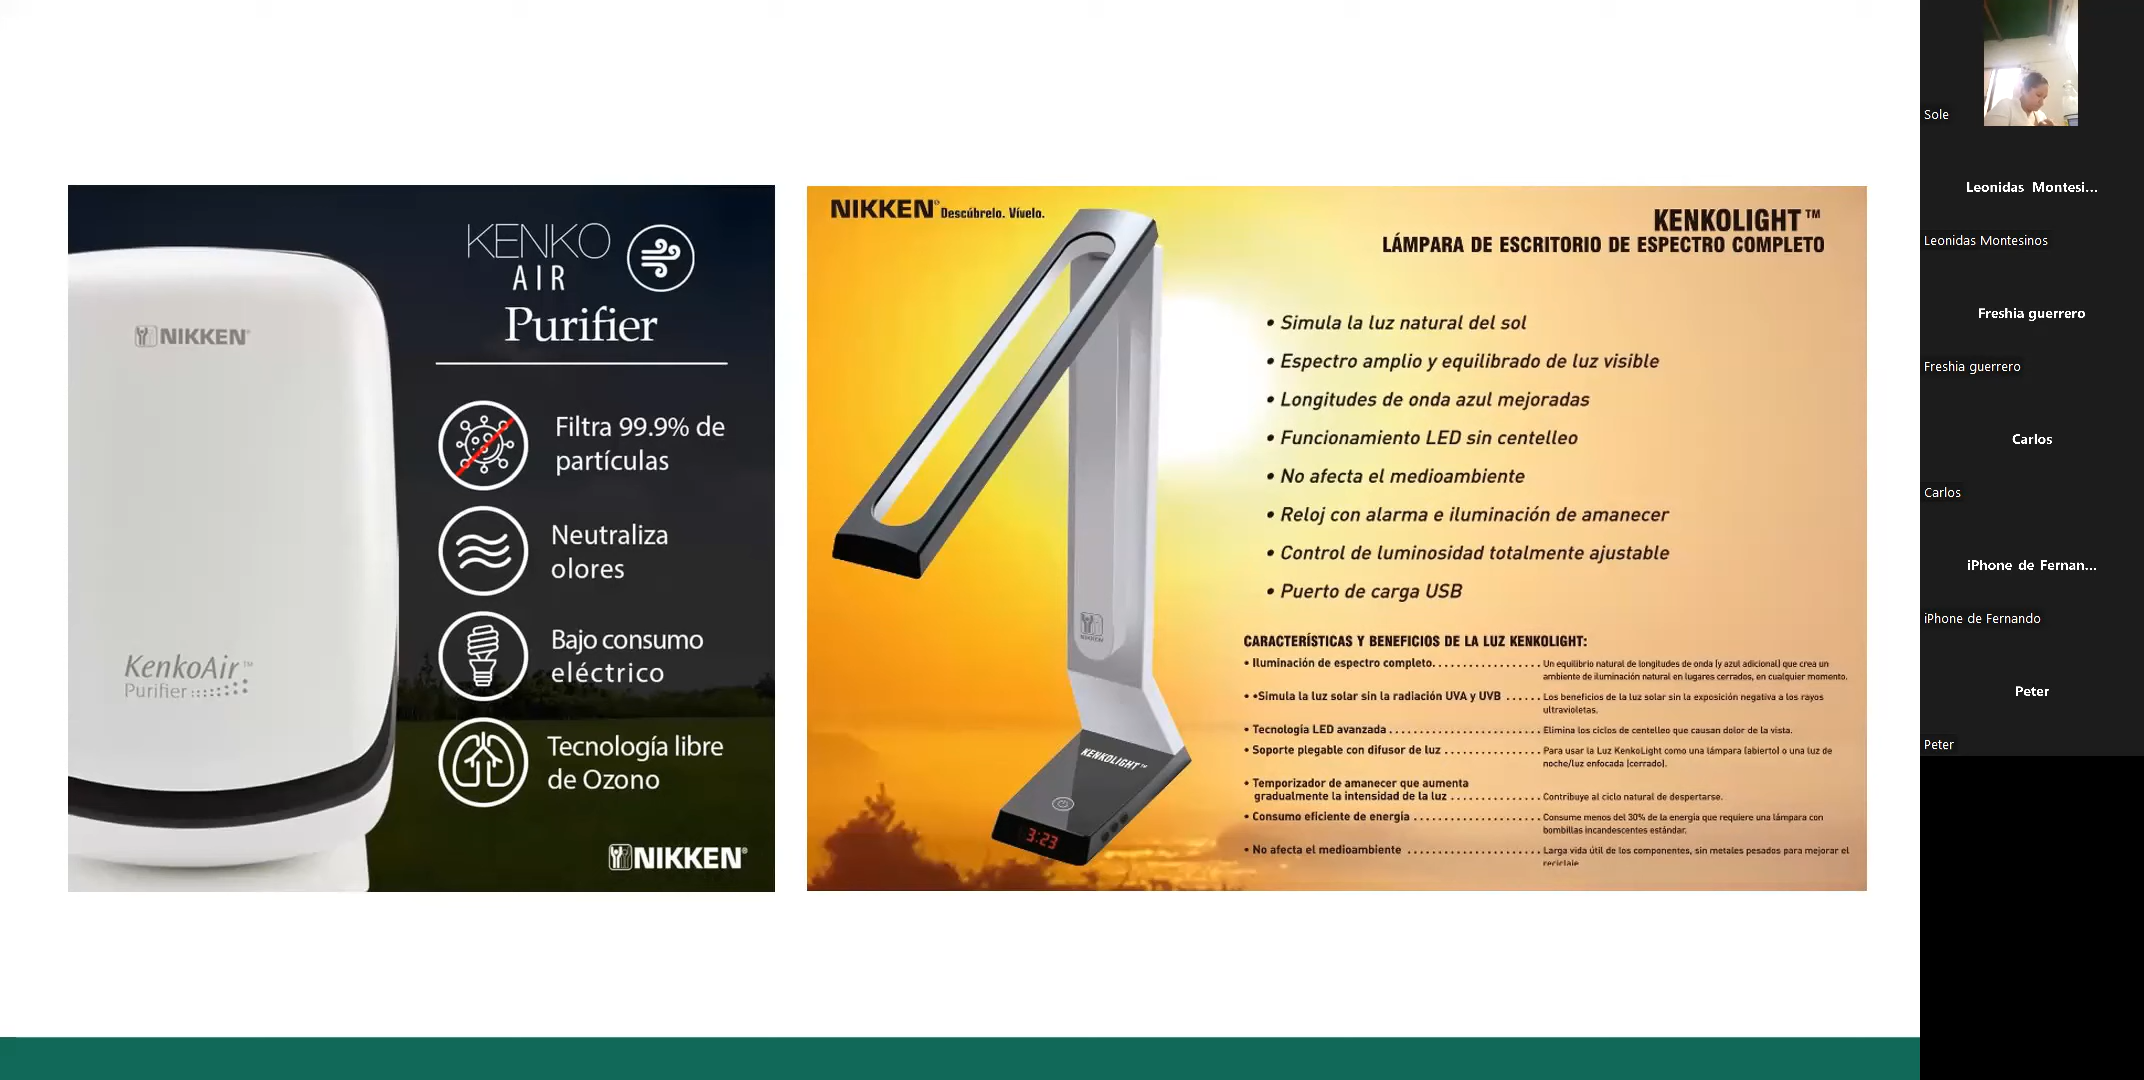 NIKKEN®
KenkoAir™
Purifier
KENKO
AIR
Purifier
Filtra 99.9% de
partículas
Neutraliza
olores
Bajo consumo
eléctrico
Tecnología libre
de Ozono
NIKKEN®
NIKKEN® Descúbrelo. Vívelo.
KENKOLIGHT™
LÁMPARA DE ESCRITORIO DE ESPECTRO COMPLETO
• Simula la luz natural del sol
• Espectro amplio y equilibrado de luz visible
• Longitudes de onda azul mejoradas
• Funcionamiento LED sin centelleo
• No afecta el medioambiente
• Reloj con alarma e iluminación de amanecer
• Control de luminosidad totalmente ajustable
• Puerto de carga USB
NIKKEN
KENKOLIGHT™
3:23
CARACTERÍSTICAS Y BENEFICIOS DE LA LUZ KENKOLIGHT:
• Iluminación de espectro completo. . . . . . . . . . . . . . . . . . Un equilibrio natural de longitudes de onda (y azul adicional) que crea un
ambiente de iluminación natural en lugares cerrados, en cualquier momento.
• •Simula la luz solar sin la radiación UVA y UVB . . . . . . Los beneficios de la luz solar sin la exposición negativa a los rayos
ultravioletas.
• Tecnología LED avanzada . . . . . . . . . . . . . . . . . . . . . . . . . Elimina los ciclos de centelleo que causan dolor de la vista.
• Soporte plegable con difusor de luz . . . . . . . . . . . . . . . . Para usar la Luz KenkoLight como una lámpara (abierto) o una luz de
noche/luz enfocada (cerrado).
• Temporizador de amanecer que aumenta
gradualmente la intensidad de la luz . . . . . . . . . . . . . . . Contribuye al ciclo natural de despertarse.
• Consumo eficiente de energía . . . . . . . . . . . . . . . . . . . . . Consume menos del 30% de la energía que requiere una lámpara con
bombillas incandescentes estándar.
• No afecta el medioambiente . . . . . . . . . . . . . . . . . . . . . . Larga vida útil de los componentes, sin metales pesados para mejorar el
reciclaje.
Sole
Leonidas Montesi...
Leonidas Montesinos
Freshia guerrero
Freshia guerrero
Carlos
Carlos
iPhone de Fernan...
iPhone de Fernando
Peter
Peter